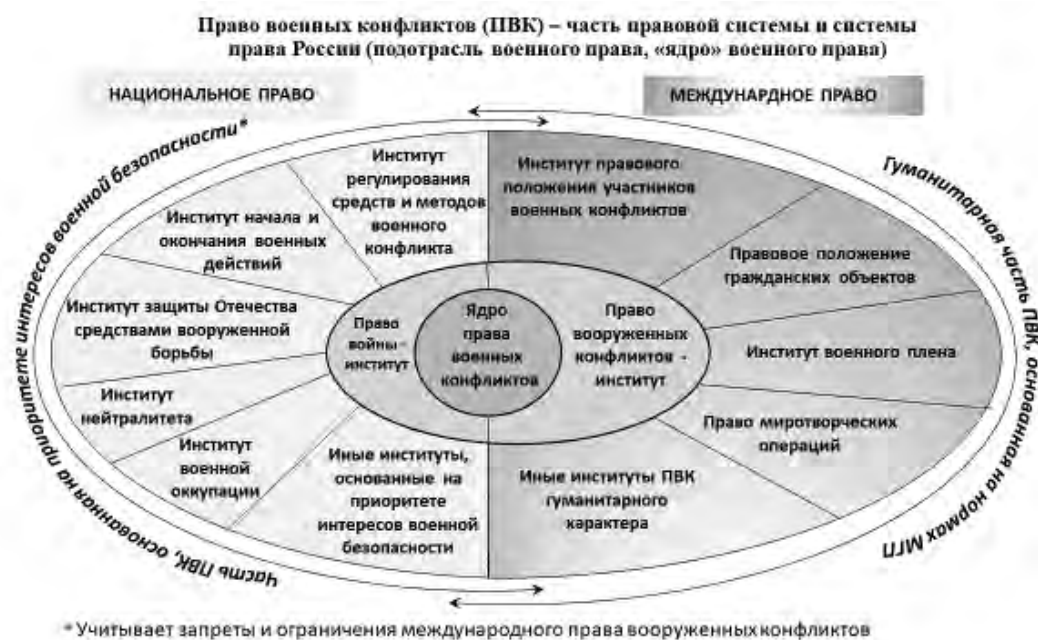 Право военных конфликтов (ПВК) – часть правовой системы и системы
права России (подотрасль военного права, «ядро» военного права)
НАЦИОНАЛЬНОЕ ПРАВО
МЕЖДУНАРДНОЕ ПРАВО
Часть ПВК, основанная на приоритете интересов военной безопасности*
Гуманитарная часть ПВК, основанная на нормах МГП
Институт
регулирования
средств и методов
военного
конфликта
Институт правового
положения участников
военных конфликтов
Институт начала и
окончания военных
действий
Правовое положение
гражданских объектов
Институт защиты Отечества
средствами вооруженной
борьбы
Право
войны-
институт
Ядро
права
военных
конфликтов
Право
вооруженных
конфликтов -
институт
Институт военного плена
Институт
нейтралитета
Право миротворческих
операций
Институт
военной
оккупации
Иные институты,
основанные на
приоритете
интересов военной
безопасности
Иные институты ПВК
гуманитарного
характера
* Учитывает запреты и ограничения международного права вооруженных конфликтов